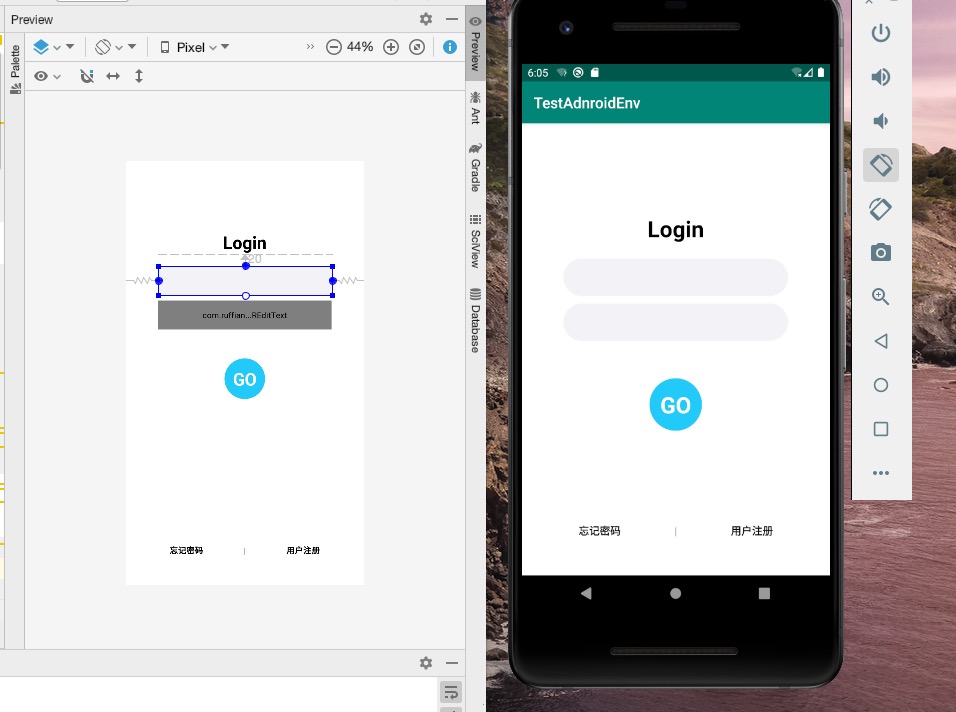 Preview
Palette
Pixel
44%
Login
20
com.ruffian...REditText
GO
忘记密码 | 用户注册
Preview
Ant
Gradle
SciView
Database
6:05
TestAdnroidEnv
Login
GO
忘记密码 | 用户注册